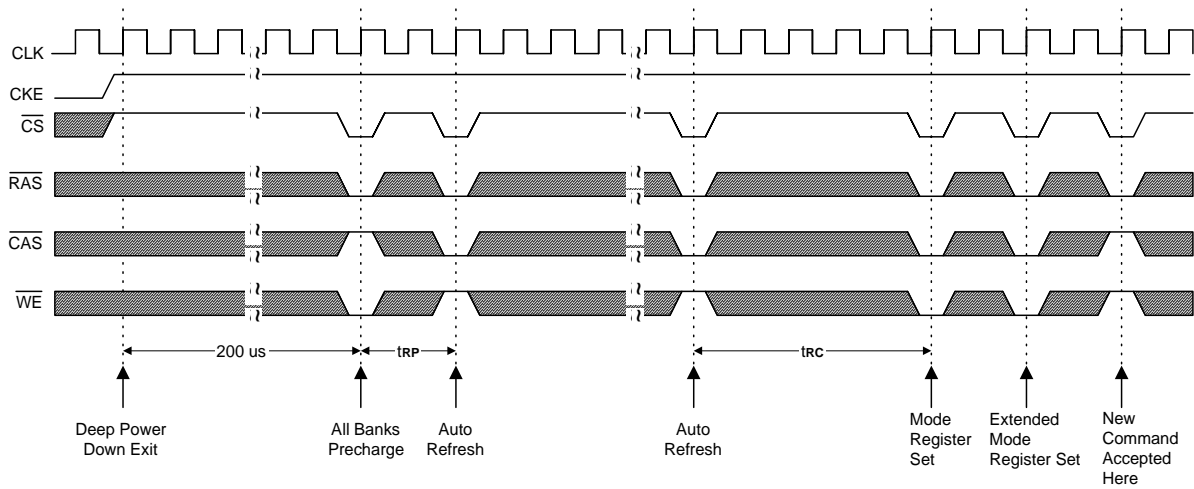 CLK
CKE
CS
RAS
CAS
WE
200 us
tRP
tRC
Deep Power
Down Exit
All Banks
Precharge
Auto
Refresh
Auto
Refresh
Mode
Register
Set
Extended
Mode
Register Set
New
Command
Accepted
Here